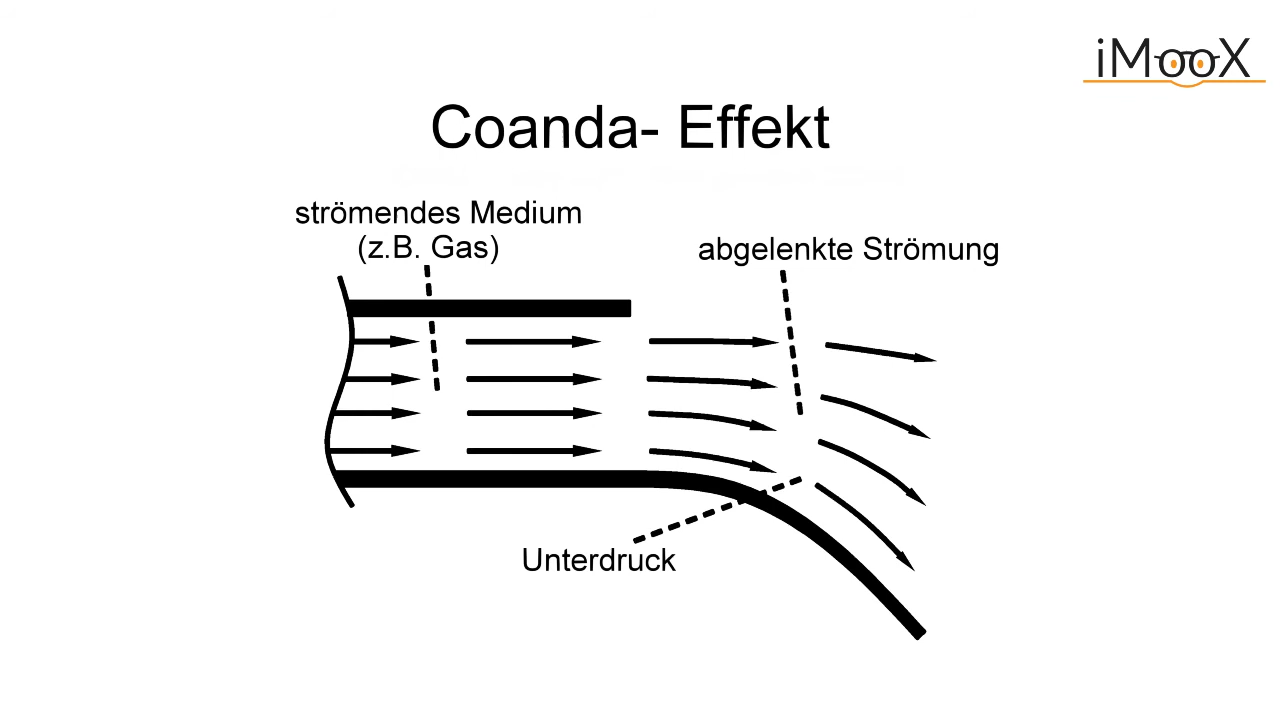 iMooX
Coanda- Effekt
strömendes Medium
(z.B. Gas)
abgelenkte Strömung
Unterdruck